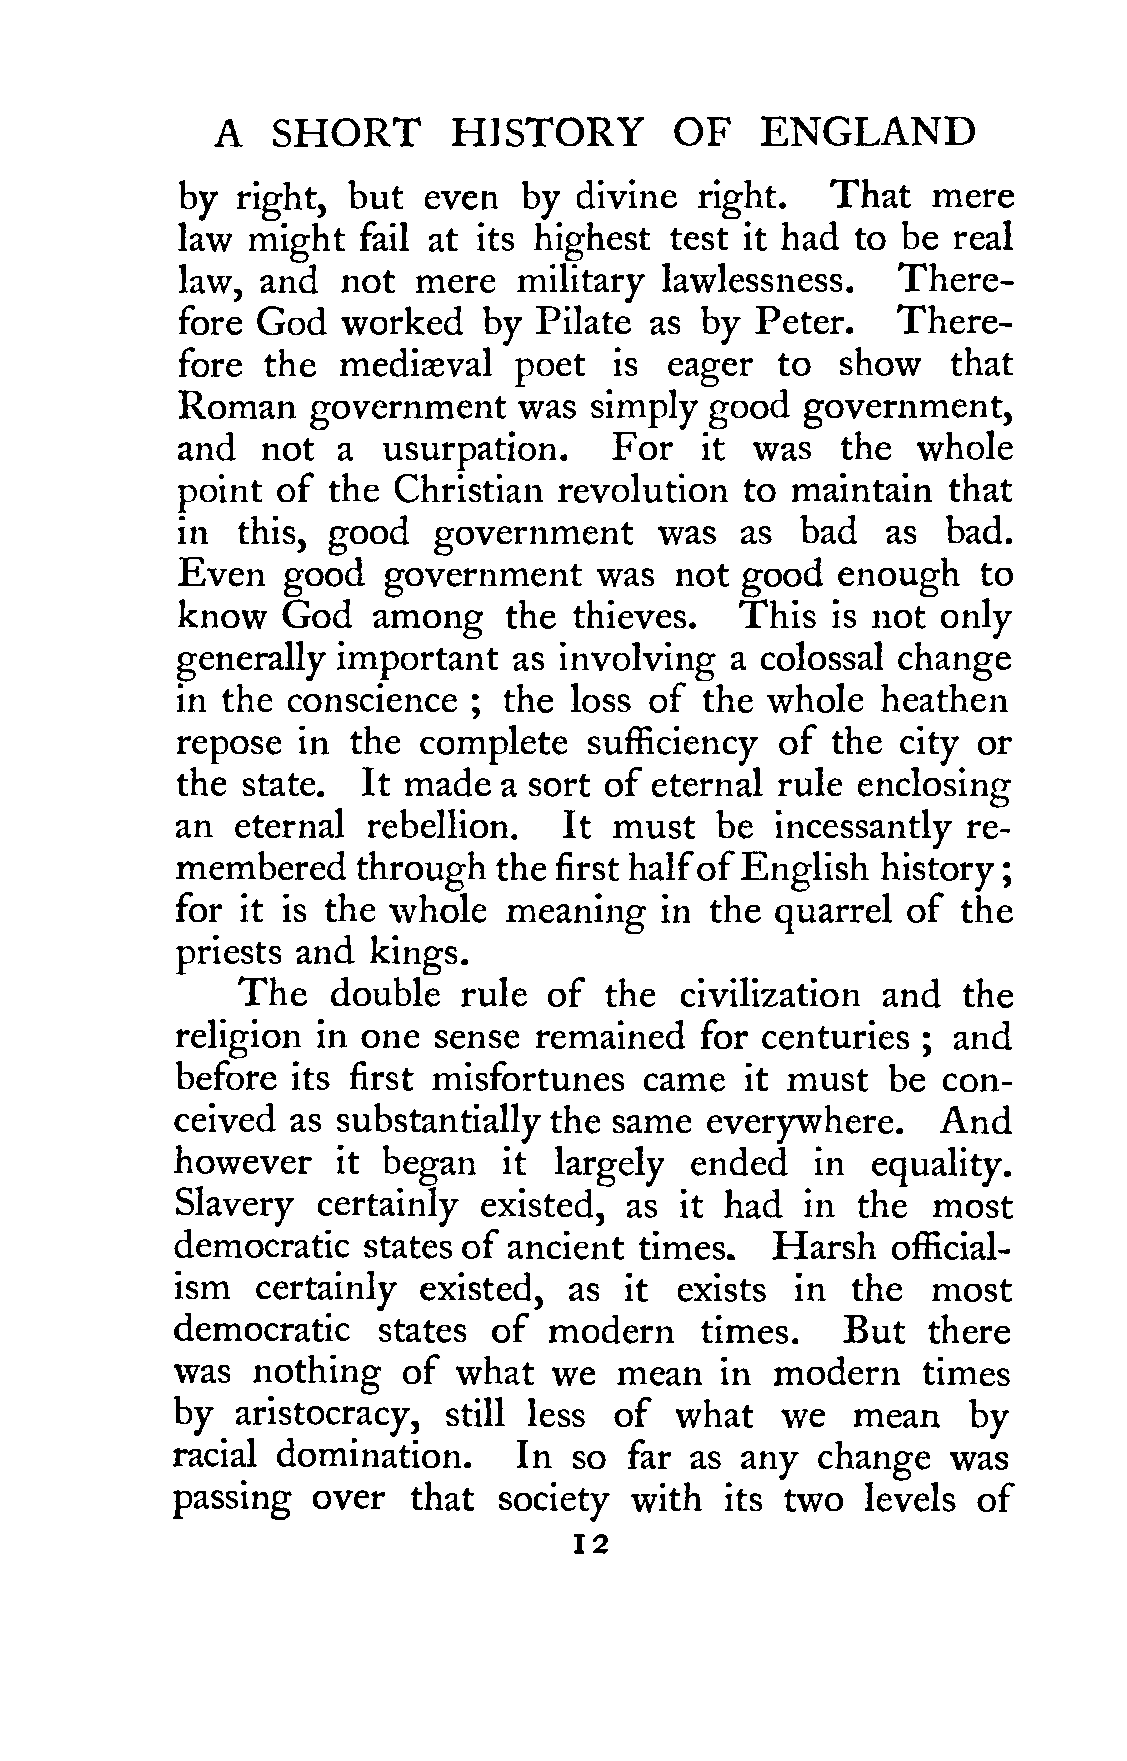 A SHORT HISTORY OF ENGLAND
by right, but even by divine right. That mere
law might fail at its highest test it had to be real
law, and not mere military lawlessness. There-
fore God worked by Pilate as by Peter. There-
fore the mediæval poet is eager to show that
Roman government was simply good government,
and not a usurpation. For it was the whole
point of the Christian revolution to maintain that
in this, good government was as bad as bad.
Even good government was not good enough to
know God among the thieves. This is not only
generally important as involving a colossal change
in the conscience ; the loss of the whole heathen
repose in the complete sufficiency of the city or
the state. It made a sort of eternal rule enclosing
an eternal rebellion. It must be incessantly re-
membered through the first half of English history ;
for it is the whole meaning in the quarrel of the
priests and kings.
The double rule of the civilization and the
religion in one sense remained for centuries ; and
before its first misfortunes came it must be con-
ceived as substantially the same everywhere. And
however it began it largely ended in equality.
Slavery certainly existed, as it had in the most
democratic states of ancient times. Harsh official-
ism certainly existed, as it exists in the most
democratic states of modern times. But there
was nothing of what we mean in modern times
by aristocracy, still less of what we mean by
racial domination. In so far as any change was
passing over that society with its two levels of
12